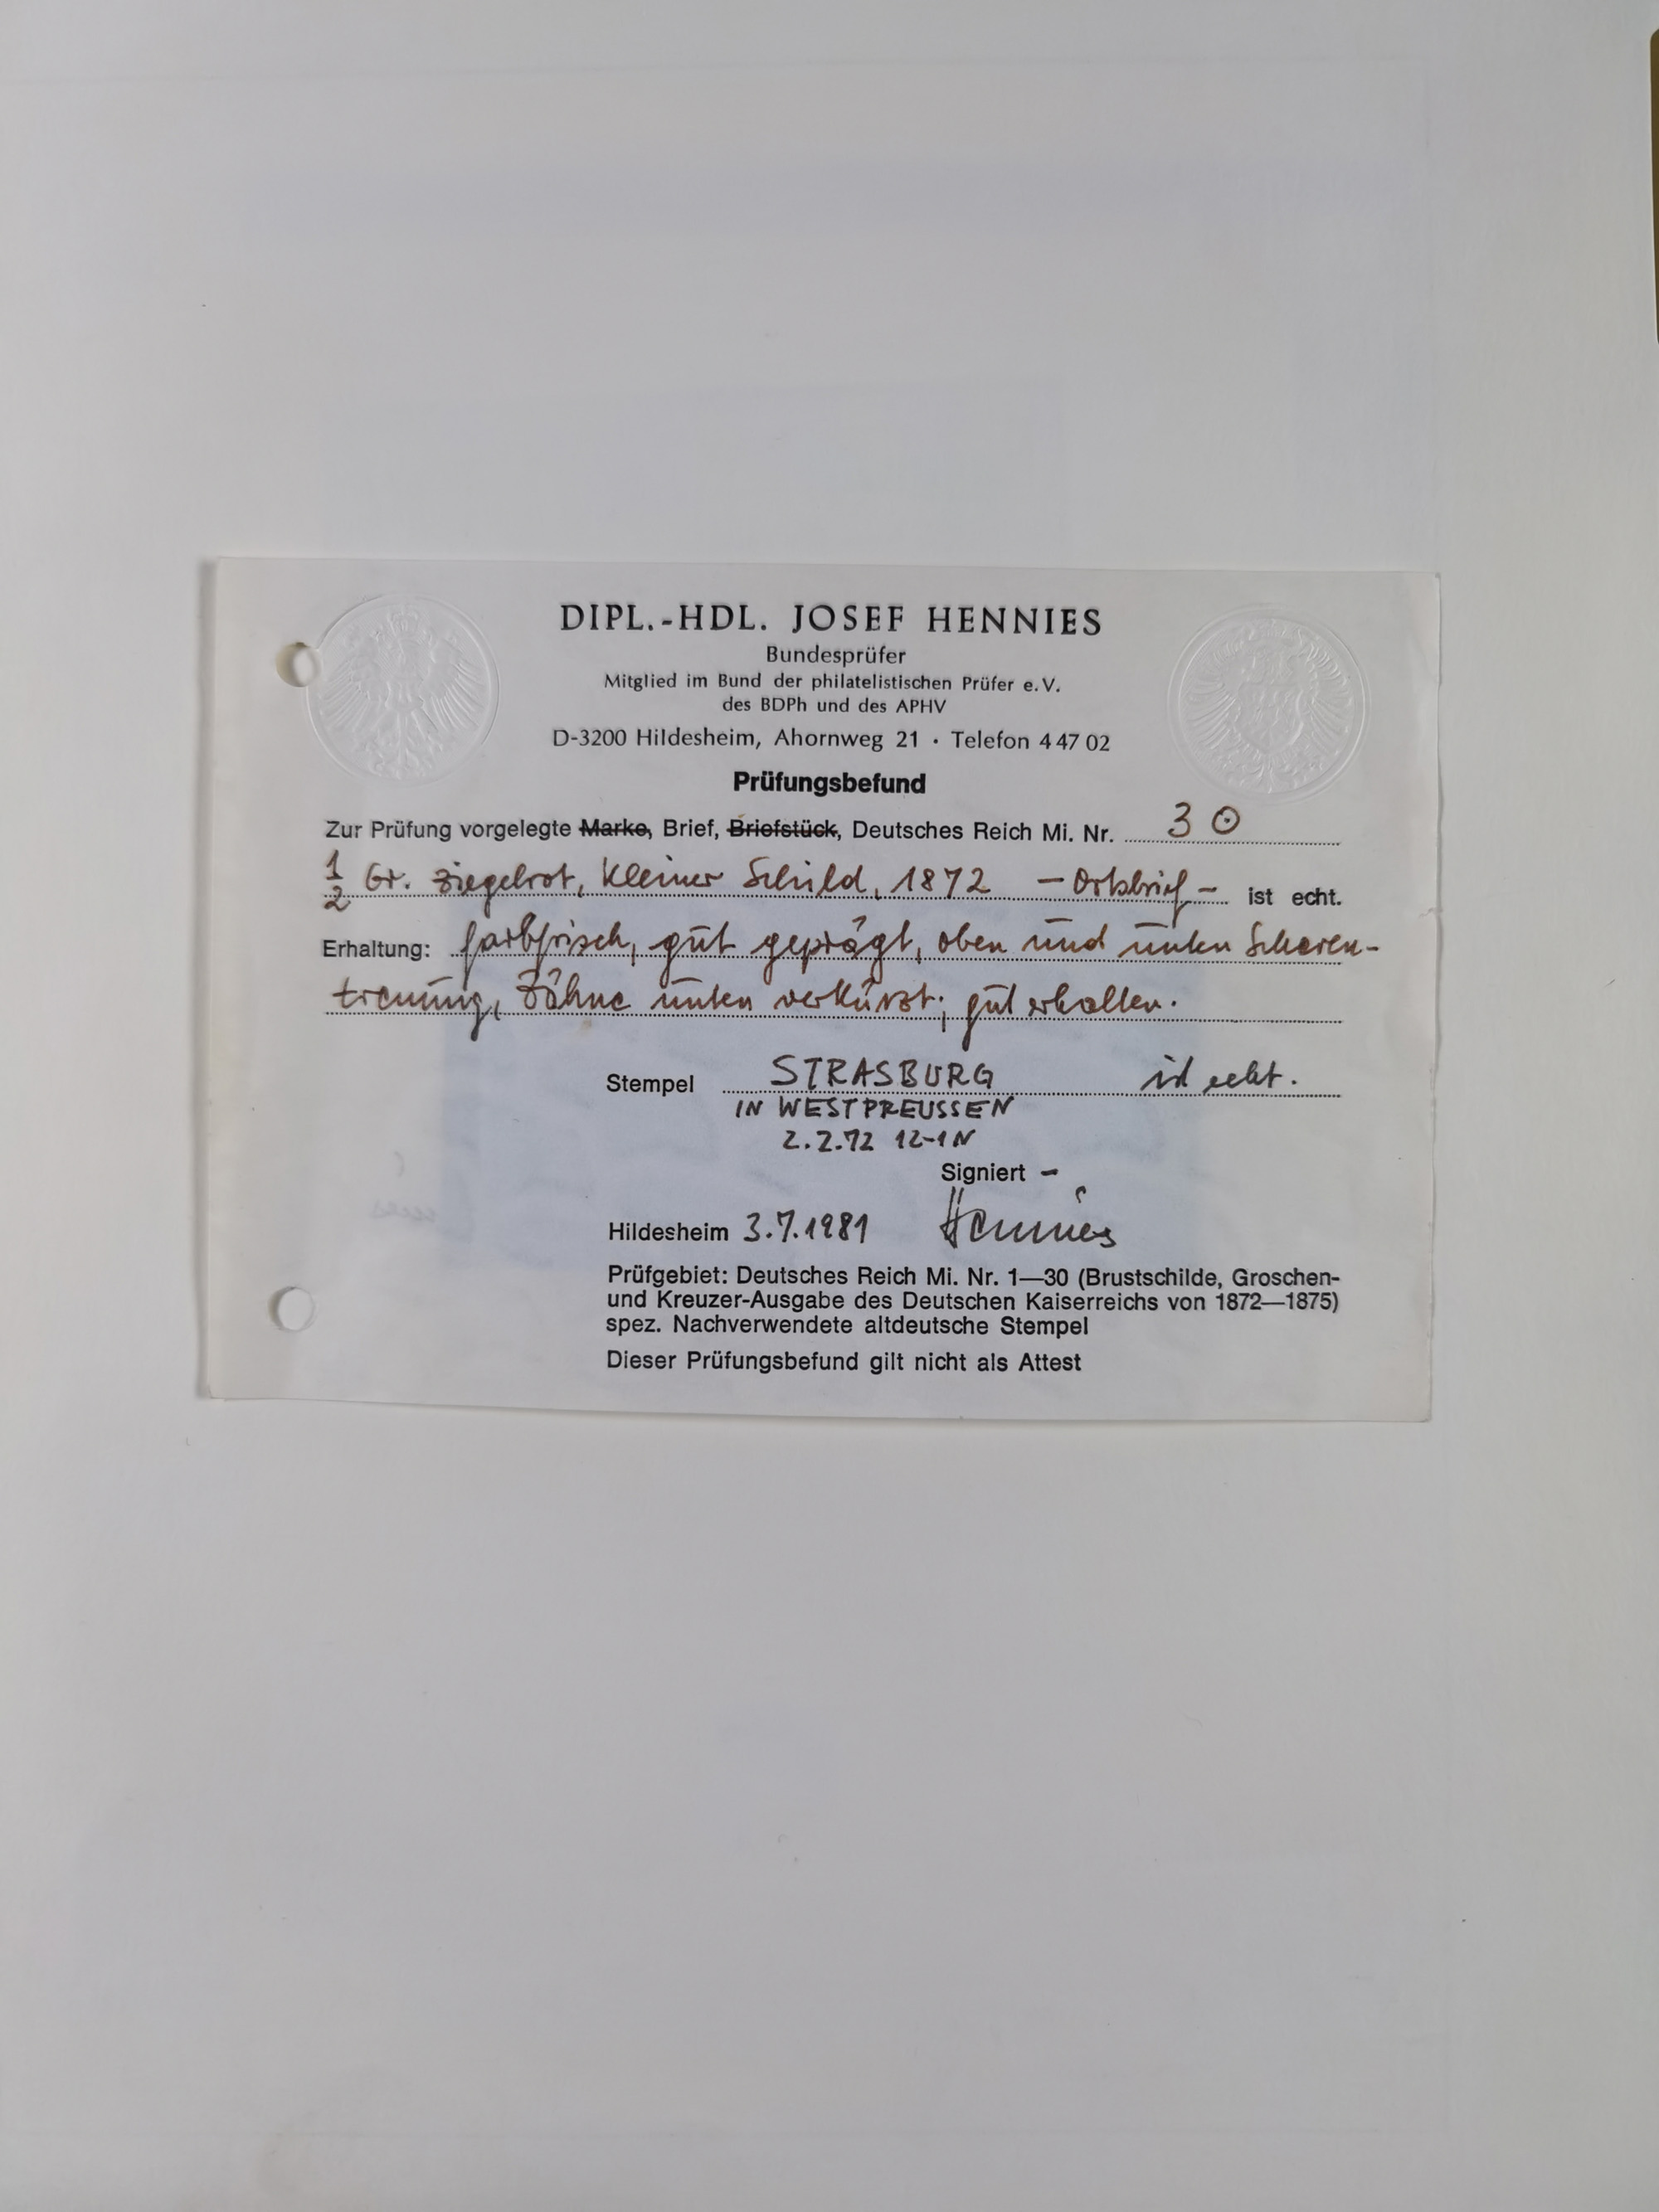 DIPL.-HDL. JOSEF HENNIES
Bundesprüfer
Mitglied im Bund der philatelistischen Prüfer e.V.
des BDPh und des APHV
D-3200 Hildesheim, Ahornweg 21 · Telefon 4 47 02
Prüfungsbefund
Zur Prüfung vorgelegte Marke, Brief, Briefstück, Deutsches Reich Mi. Nr. 3 ⊙
1/2 Gr. ziegelrot, kleiner Schild, 1872 – Ortsbrief – ist echt.
Erhaltung: farbfrisch, gut geprägt, oben und unten Scheren-
trennung, Zähne unten verkürzt; gut erhalten.
Stempel STRASBURG ist echt.
IN WESTPREUSSEN
2.2.72 12-1N
Signiert –
Hildesheim 3.7.1981 Hennies
Prüfgebiet: Deutsches Reich Mi. Nr. 1—30 (Brustschilde, Groschen-
und Kreuzer-Ausgabe des Deutschen Kaiserreichs von 1872—1875)
spez. Nachverwendete altdeutsche Stempel
Dieser Prüfungsbefund gilt nicht als Attest